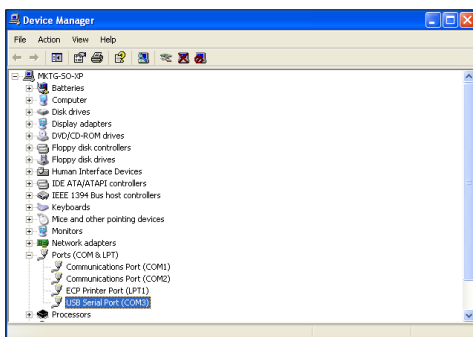 Device Manager
File Action View Help
MKTG-SO-XP
Batteries
Computer
Disk drives
Display adapters
DVD/CD-ROM drives
Floppy disk controllers
Floppy disk drives
Human Interface Devices
IDE ATA/ATAPI controllers
IEEE 1394 Bus host controllers
Keyboards
Mice and other pointing devices
Monitors
Network adapters
Ports (COM & LPT)
Communications Port (COM1)
Communications Port (COM2)
ECP Printer Port (LPT1)
USB Serial Port (COM3)
Processors